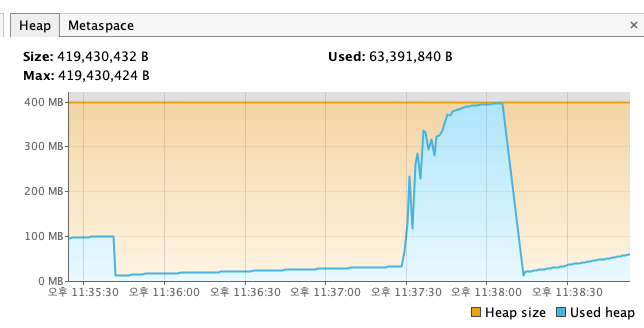 Heap Metaspace ×
Size: 419,430,432 B Used: 63,391,840 B
Max: 419,430,424 B
400 MB
300 MB
200 MB
100 MB
0 MB
오후 11:35:30 오후 11:36:00 오후 11:36:30 오후 11:37:00 오후 11:37:30 오후 11:38:00 오후 11:38:30
Heap size Used heap